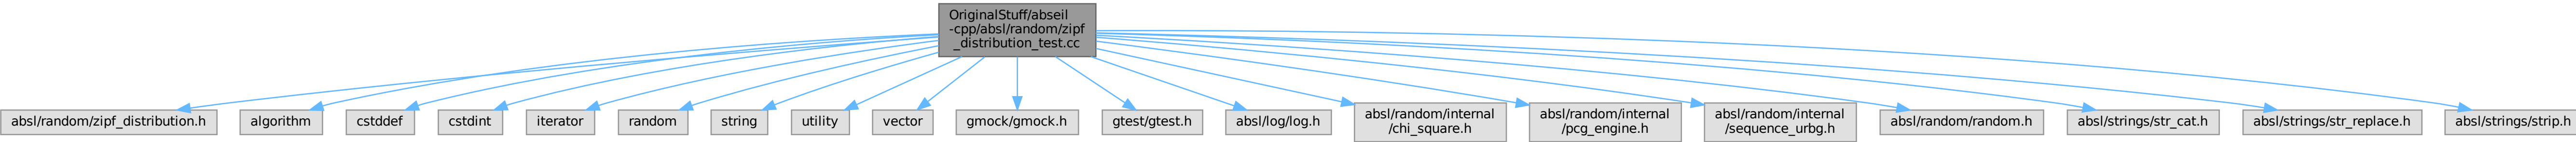 OriginalStuff/abseil
-cpp/absl/random/zipf
_distribution_test.cc
absl/random/zipf_distribution.h
algorithm
cstddef
cstdint
iterator
random
string
utility
vector
gmock/gmock.h
gtest/gtest.h
absl/log/log.h
absl/random/internal
/chi_square.h
absl/random/internal
/pcg_engine.h
absl/random/internal
/sequence_urbg.h
absl/random/random.h
absl/strings/str_cat.h
absl/strings/str_replace.h
absl/strings/strip.h